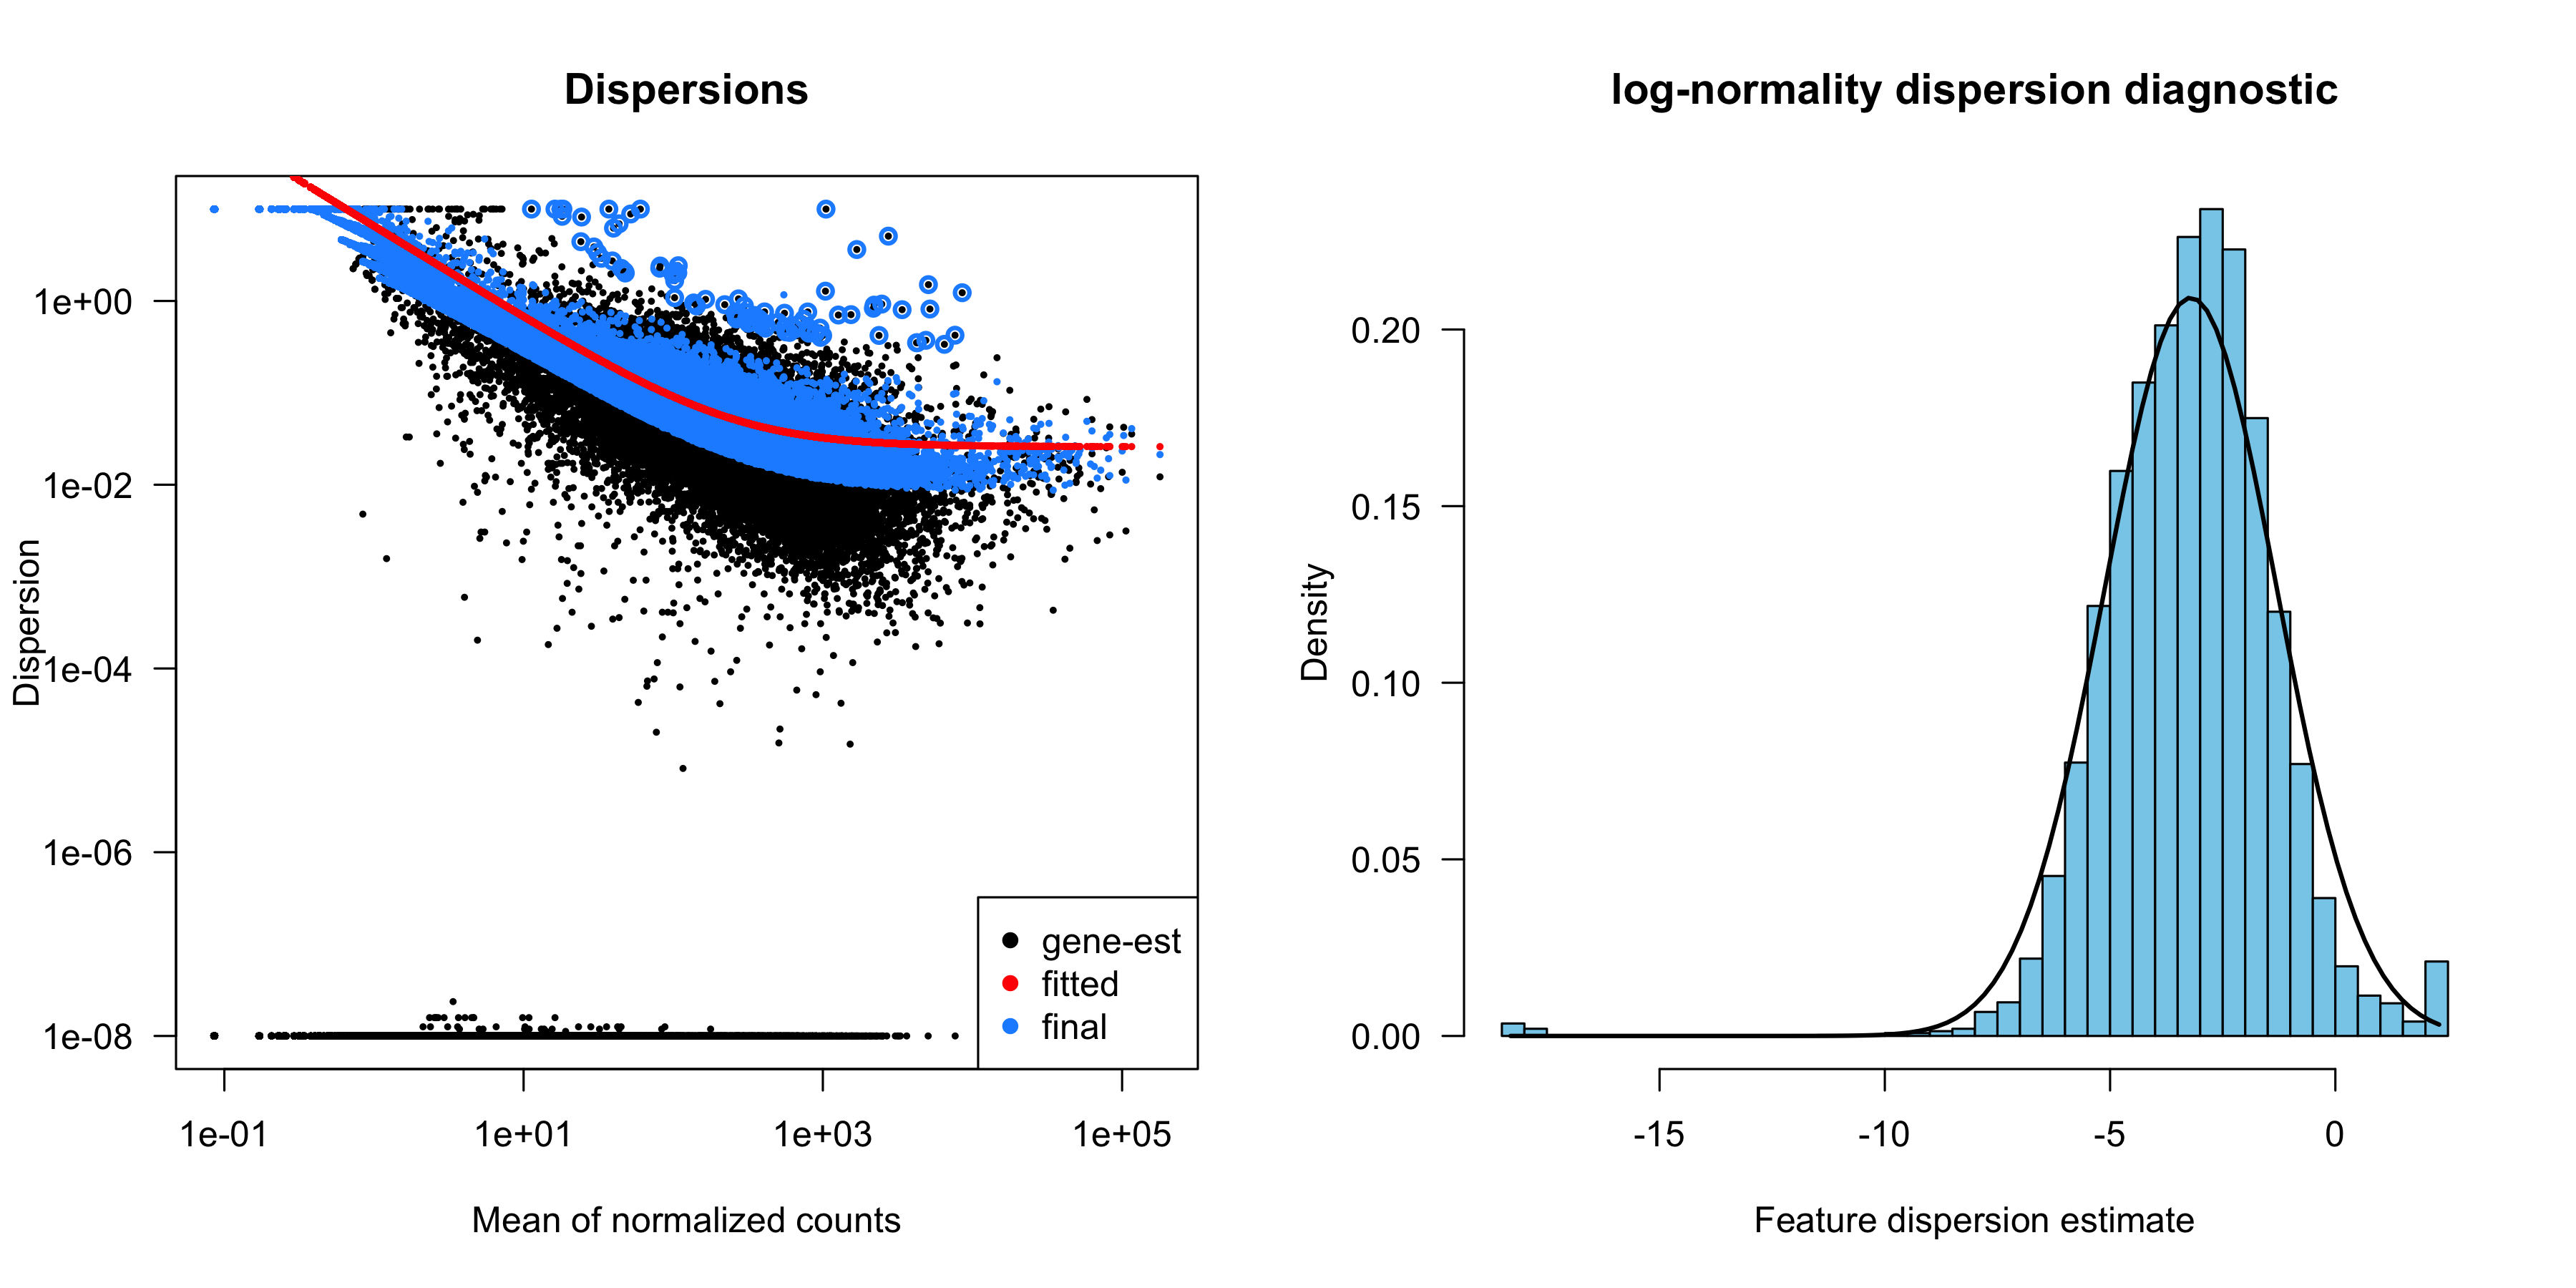 Dispersions
Dispersion
1e+00
1e-02
1e-04
1e-06
1e-08
gene-est
fitted
final
1e-01 1e+01 1e+03 1e+05
Mean of normalized counts
log-normality dispersion diagnostic
Density
0.20
0.15
0.10
0.05
0.00
-15 -10 -5 0
Feature dispersion estimate